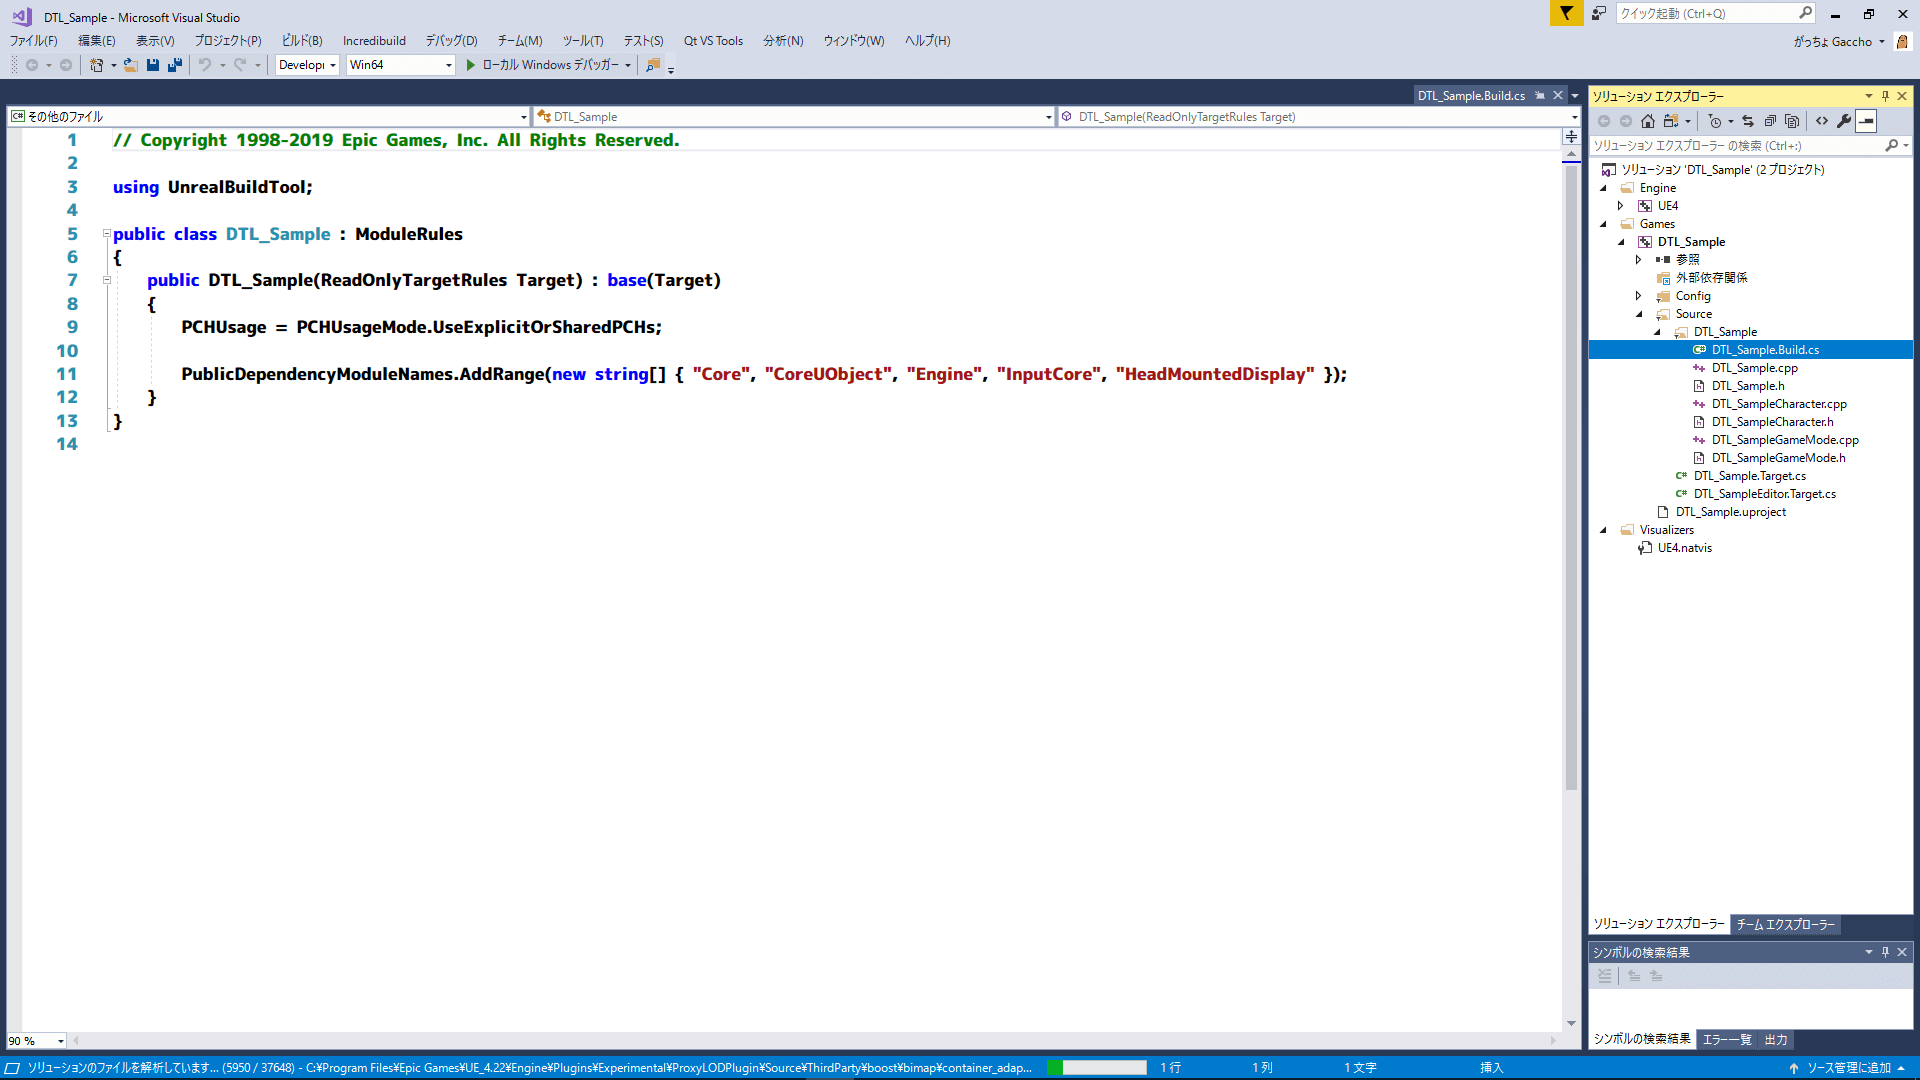 DTL_Sample - Microsoft Visual Studio
クイック起動 (Ctrl+Q)
ファイル(F) 編集(E) 表示(V) プロジェクト(P) ビルド(B) Incredibuild デバッグ(D) チーム(M) ツール(T) テスト(S) Qt VS Tools 分析(N) ウィンドウ(W) ヘルプ(H)
がっちょ Gaccho
Developı Win64 ローカル Windows デバッガー
DTL_Sample.Build.cs
その他のファイル DTL_Sample DTL_Sample(ReadOnlyTargetRules Target)
1 // Copyright 1998-2019 Epic Games, Inc. All Rights Reserved.
2
3 using UnrealBuildTool;
4
5 public class DTL_Sample : ModuleRules
6 {
7 public DTL_Sample(ReadOnlyTargetRules Target) : base(Target)
8 {
9 PCHUsage = PCHUsageMode.UseExplicitOrSharedPCHs;
10
11 PublicDependencyModuleNames.AddRange(new string[] { "Core", "CoreUObject", "Engine", "InputCore", "HeadMountedDisplay" });
12 }
13 }
14
ソリューション エクスプローラー
ソリューション エクスプローラー の検索 (Ctrl+:)
ソリューション 'DTL_Sample' (2 プロジェクト)
Engine
UE4
Games
DTL_Sample
参照
外部依存関係
Config
Source
DTL_Sample
DTL_Sample.Build.cs
DTL_Sample.cpp
DTL_Sample.h
DTL_SampleCharacter.cpp
DTL_SampleCharacter.h
DTL_SampleGameMode.cpp
DTL_SampleGameMode.h
DTL_Sample.Target.cs
DTL_SampleEditor.Target.cs
DTL_Sample.uproject
Visualizers
UE4.natvis
ソリューション エクスプローラー チーム エクスプローラー
シンボルの検索結果
シンボルの検索結果 エラー一覧 出力
90 %
ソリューションのファイルを解析しています... (5950 / 37648) - C:¥Program Files¥Epic Games¥UE_4.22¥Engine¥Plugins¥Experimental¥ProxyLODPlugin¥Source¥ThirdParty¥boost¥bimap¥container_adap... 1 行 1 列 1 文字 挿入 ソース管理に追加